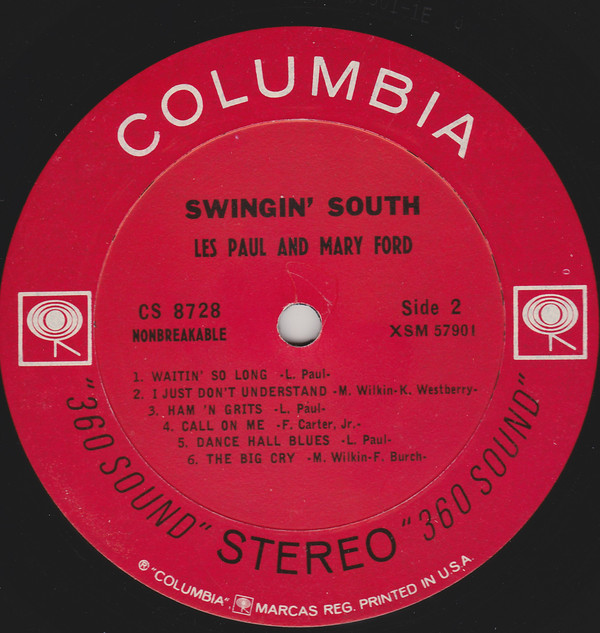 COLUMBIA
SWINGIN' SOUTH
LES PAUL AND MARY FORD
CS 8728
NONBREAKABLE
Side 2
XSM 57901
1. WAITIN' SO LONG -L. Paul-
2. I JUST DON'T UNDERSTAND -M. Wilkin-K. Westberry-
3. HAM 'N GRITS -L. Paul-
4. CALL ON ME -F. Carter, Jr.-
5. DANCE HALL BLUES -L. Paul-
6. THE BIG CRY -M. Wilkin-F. Burch-
"360 SOUND" STEREO "360 SOUND"
® "COLUMBIA", MARCAS REG. PRINTED IN U.S.A.